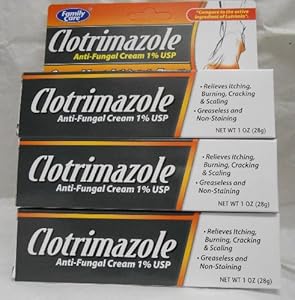 Family
Care
"Compare to the active
ingredient of Lotrimin"
Clotrimazole
Anti-Fungal Cream 1% USP
Clotrimazole
Anti-Fungal Cream 1% USP
• Relieves Itching,
Burning, Cracking
& Scaling
• Greaseless and
Non-Staining
NET WT 1 OZ (28g)
Clotrimazole
Anti-Fungal Cream 1% USP
• Relieves Itching,
Burning, Cracking
& Scaling
• Greaseless and
Non-Staining
NET WT 1 OZ (28g)
Clotrimazole
Anti-Fungal Cream 1% USP
• Relieves Itching,
Burning, Cracking
& Scaling
• Greaseless and
Non-Staining
NET WT 1 OZ (28g)